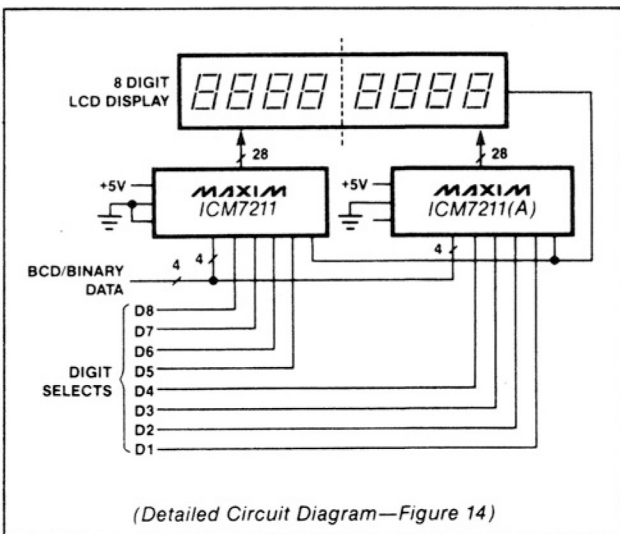 8 DIGIT
LCD DISPLAY
28
28
+5V
MAXIM
ICM7211
+5V
MAXIM
ICM7211(A)
4
4
BCD/BINARY
DATA
4
D8
D7
D6
D5
D4
D3
D2
D1
DIGIT
SELECTS
(Detailed Circuit Diagram—Figure 14)